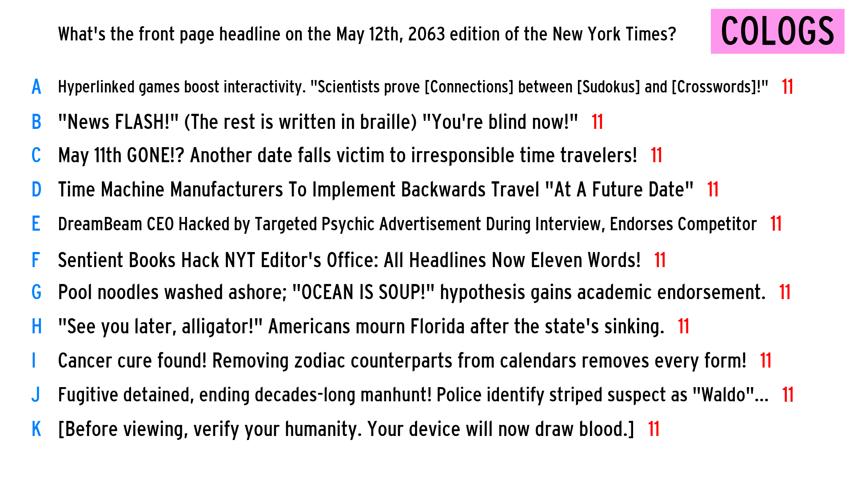 What's the front page headline on the May 12th, 2063 edition of the New York Times?
COLOGS
A Hyperlinked games boost interactivity. "Scientists prove [Connections] between [Sudokus] and [Crosswords]!" 11
B "News FLASH!" (The rest is written in braille) "You're blind now!" 11
C May 11th GONE!? Another date falls victim to irresponsible time travelers! 11
D Time Machine Manufacturers To Implement Backwards Travel "At A Future Date" 11
E DreamBeam CEO Hacked by Targeted Psychic Advertisement During Interview, Endorses Competitor 11
F Sentient Books Hack NYT Editor's Office: All Headlines Now Eleven Words! 11
G Pool noodles washed ashore; "OCEAN IS SOUP!" hypothesis gains academic endorsement. 11
H "See you later, alligator!" Americans mourn Florida after the state's sinking. 11
I Cancer cure found! Removing zodiac counterparts from calendars removes every form! 11
J Fugitive detained, ending decades-long manhunt! Police identify striped suspect as "Waldo"... 11
K [Before viewing, verify your humanity. Your device will now draw blood.] 11